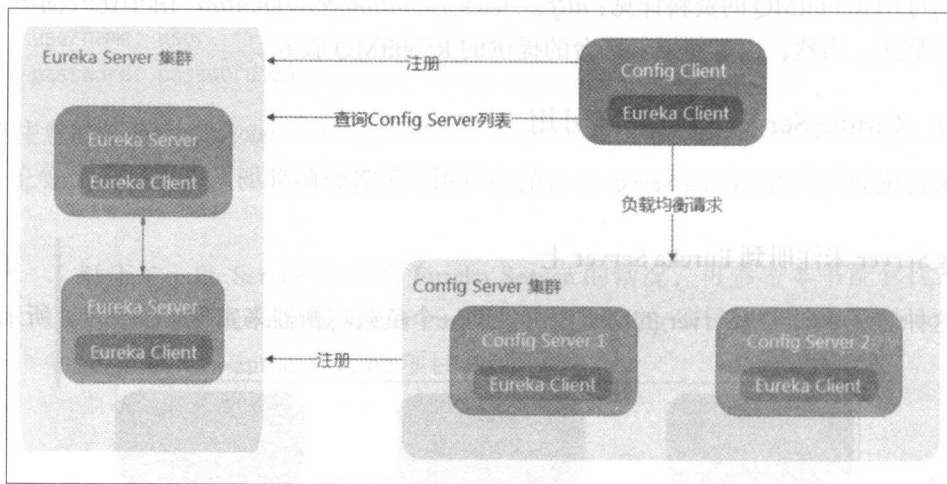 Eureka Server 集群
注册
Config Client
Eureka Client
查询Config Server列表
Eureka Server
Eureka Client
负载均衡请求
Eureka Server
Eureka Client
Config Server 集群
注册
Config Server 1
Eureka Client
Config Server 2
Eureka Client